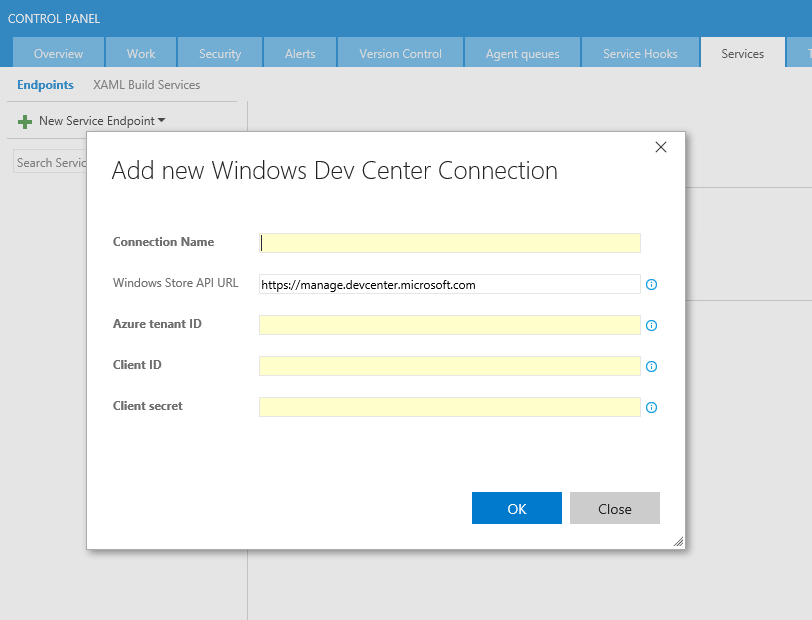 CONTROL PANEL
Overview Work Security Alerts Version Control Agent queues Service Hooks Services
Endpoints XAML Build Services
New Service Endpoint
Search Servic
Add new Windows Dev Center Connection
Connection Name
Windows Store API URL https://manage.devcenter.microsoft.com
Azure tenant ID
Client ID
Client secret
OK Close